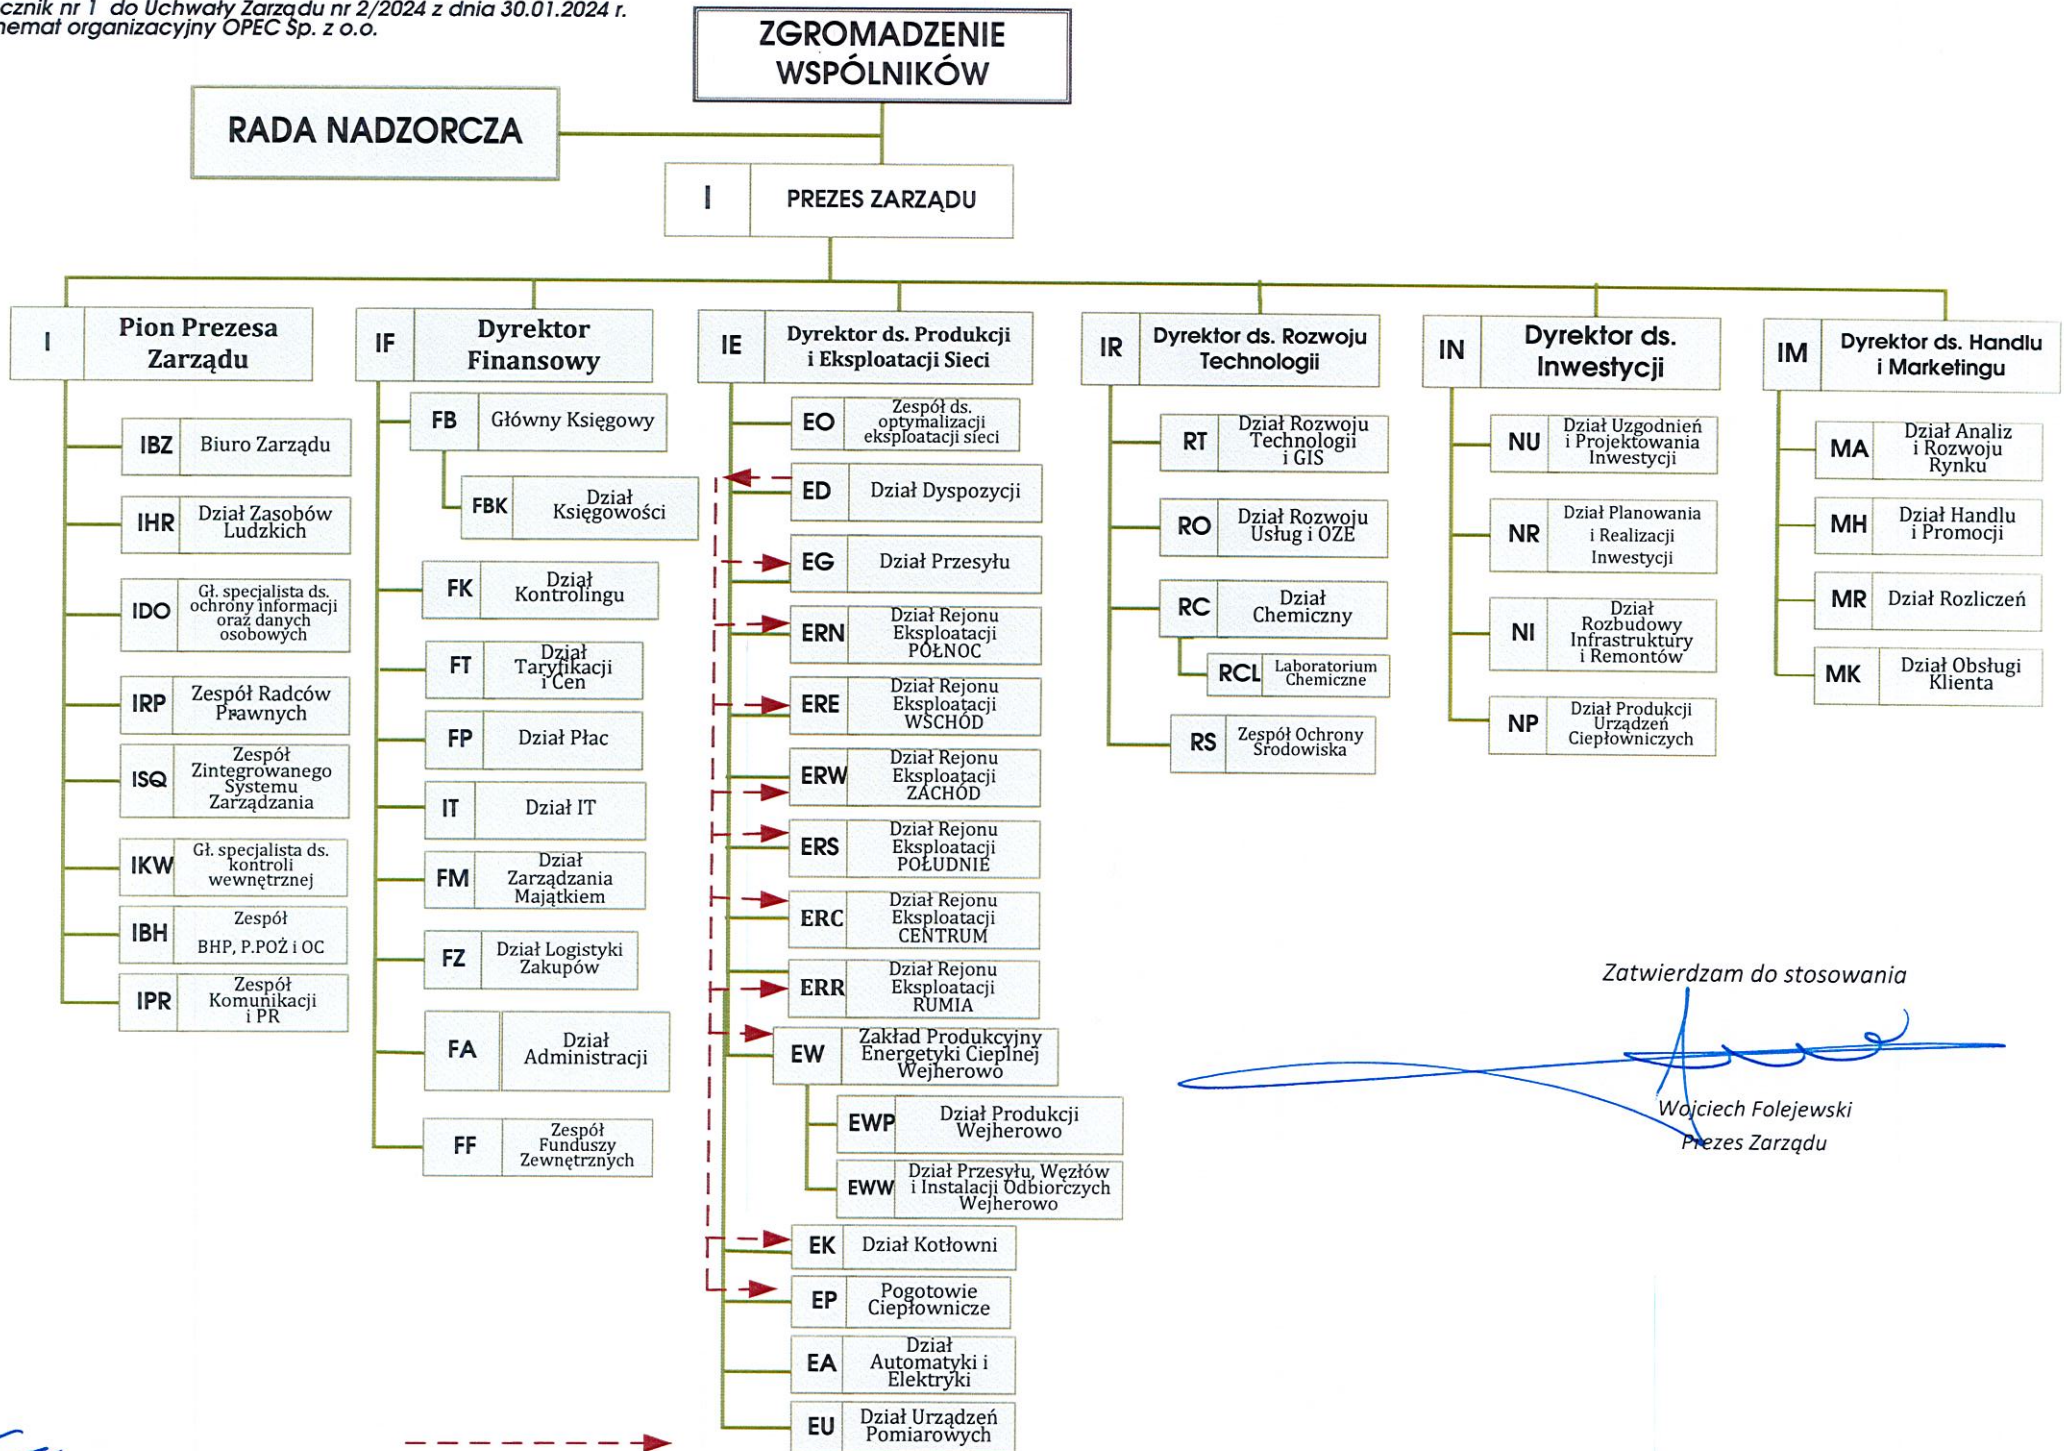 cznik nr 1 do Uchwały Zarządu nr 2/2024 z dnia 30.01.2024 r.
hemat organizacyjny OPEC Sp. z o.o.
ZGROMADZENIE
WSPÓLNIKÓW
RADA NADZORCZA
I
PREZES ZARZĄDU
I
Pion Prezesa
Zarządu
IBZ
Biuro Zarządu
IHR
Dział Zasobów
Ludzkich
IDO
Gł. specjalista ds.
ochrony informacji
oraz danych
osobowych
IRP
Zespół Radców
Prawnych
ISQ
Zespół
Zintegrowanego
Systemu
Zarządzania
IKW
Gł. specjalista ds.
kontroli
wewnętrznej
IBH
Zespół
BHP, P.POŻ i OC
IPR
Zespół
Komunikacji
i PR
IF
Dyrektor
Finansowy
FB
Główny Księgowy
FBK
Dział
Księgowości
FK
Dział
Kontrolingu
FT
Dział
Taryfikacji
i Cen
FP
Dział Płac
IT
Dział IT
FM
Dział
Zarządzania
Majątkiem
FZ
Dział Logistyki
Zakupów
FA
Dział
Administracji
FF
Zespół
Funduszy
Zewnętrznych
IE
Dyrektor ds. Produkcji
i Eksploatacji Sieci
EO
Zespół ds.
optymalizacji
eksploatacji sieci
ED
Dział Dyspozycji
EG
Dział Przesyłu
ERN
Dział Rejonu
Eksploatacji
PÓŁNOC
ERE
Dział Rejonu
Eksploatacji
WSCHÓD
ERW
Dział Rejonu
Eksploatacji
ZACHÓD
ERS
Dział Rejonu
Eksploatacji
POŁUDNIE
ERC
Dział Rejonu
Eksploatacji
CENTRUM
ERR
Dział Rejonu
Eksploatacji
RUMIA
EW
Zakład Produkcyjny
Energetyki Cieplnej
Wejherowo
EWP
Dział Produkcji
Wejherowo
EWW
Dział Przesyłu, Węzłów
i Instalacji Odbiorczych
Wejherowo
EK
Dział Kotłowni
EP
Pogotowie
Ciepłownicze
EA
Dział
Automatyki i
Elektryki
EU
Dział Urządzeń
Pomiarowych
IR
Dyrektor ds. Rozwoju
Technologii
RT
Dział Rozwoju
Technologii
i GIS
RO
Dział Rozwoju
Usług i OZE
RC
Dział
Chemiczny
RCL
Laboratorium
Chemiczne
RS
Zespół Ochrony
Środowiska
IN
Dyrektor ds.
Inwestycji
NU
Dział Uzgodnień
i Projektowania
Inwestycji
NR
Dział Planowania
i Realizacji
Inwestycji
NI
Dział
Rozbudowy
Infrastruktury
i Remontów
NP
Dział Produkcji
Urządzeń
Ciepłowniczych
IM
Dyrektor ds. Handlu
i Marketingu
MA
Dział Analiz
i Rozwoju
Rynku
MH
Dział Handlu
i Promocji
MR
Dział Rozliczeń
MK
Dział Obsługi
Klienta
Zatwierdzam do stosowania
Wojciech Folejewski
Prezes Zarządu